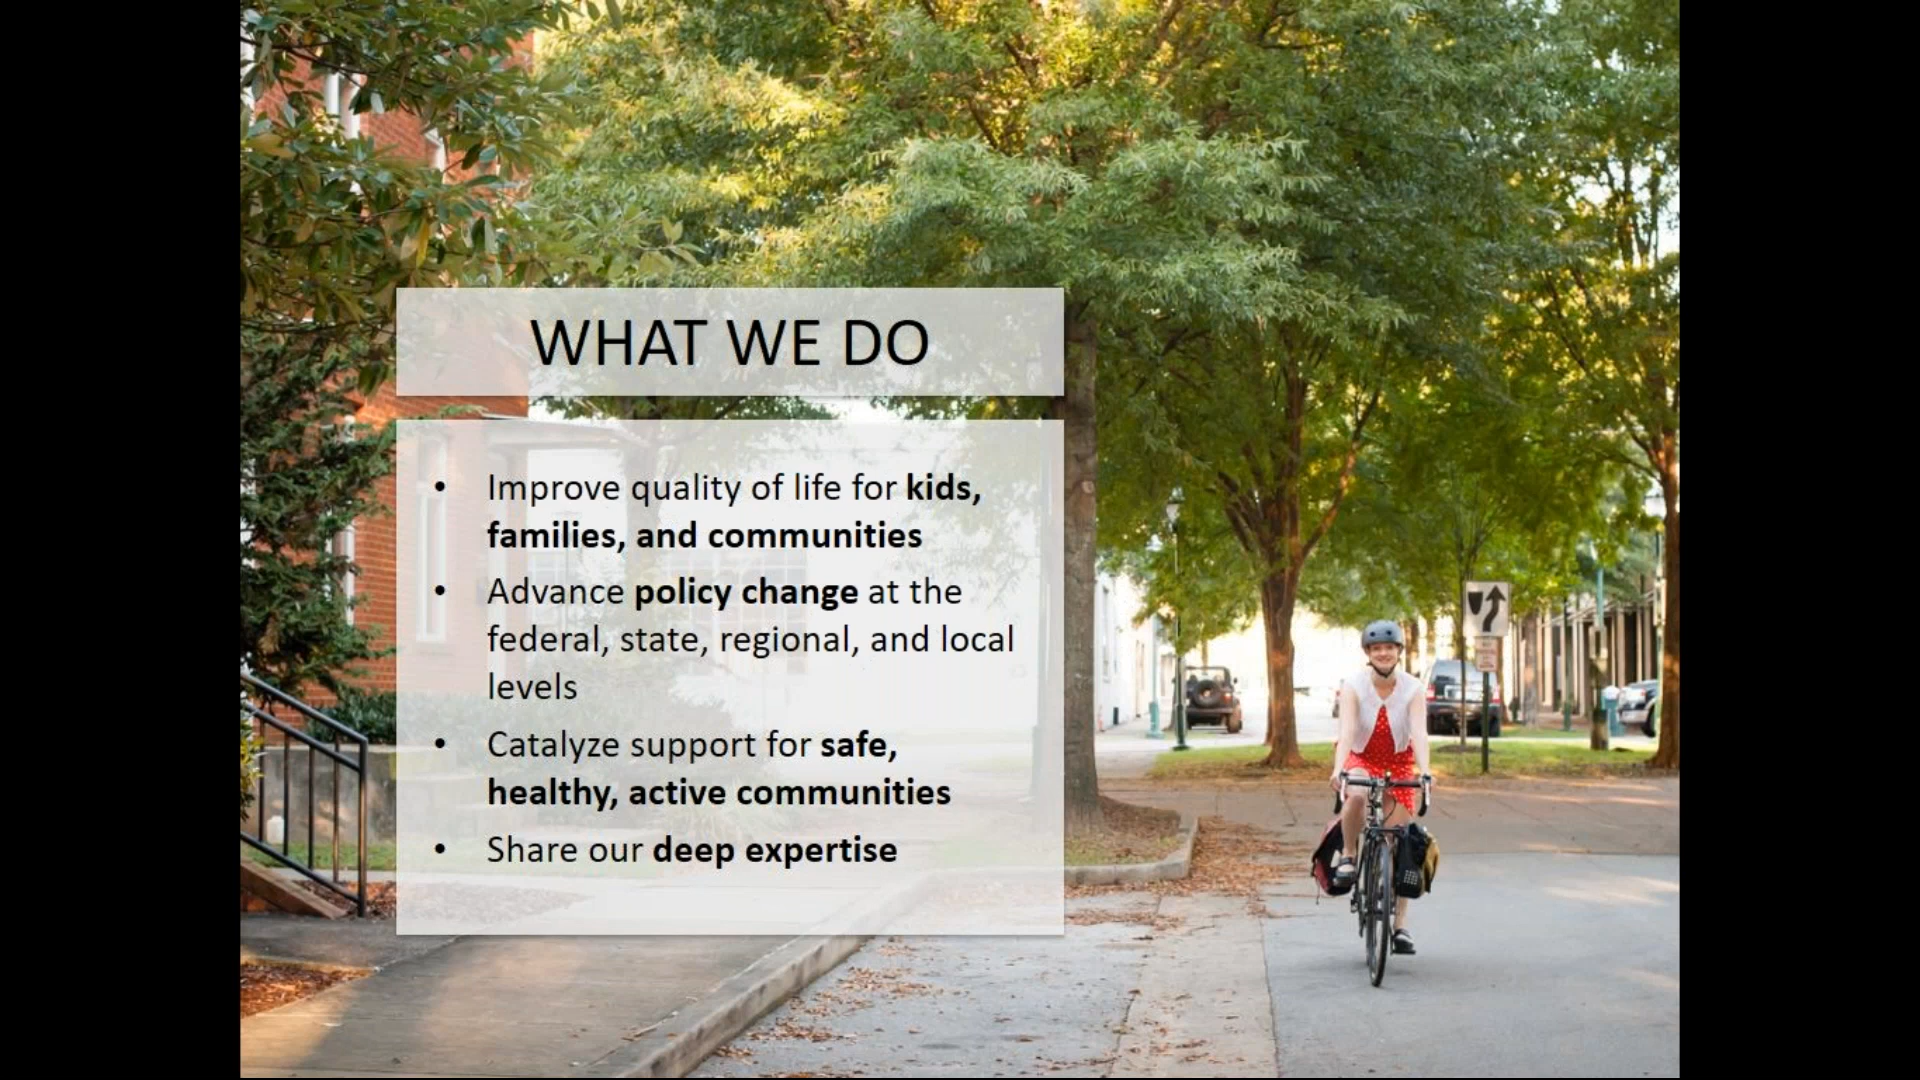 WHAT WE DO
• Improve quality of life for kids,
families, and communities
• Advance policy change at the
federal, state, regional, and local
levels
• Catalyze support for safe,
healthy, active communities
• Share our deep expertise